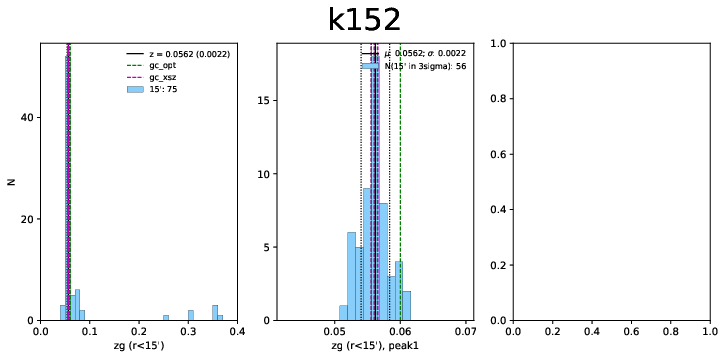 k152
z = 0.0562 (0.0022)
gc_opt
gc_xsz
15': 75
N
40
20
0
0.0 0.1 0.2 0.3 0.4
zg (r<15')
μ: 0.0562; σ: 0.0022
N(15' in 3sigma): 56
15
10
5
0
0.05 0.06 0.07
zg (r<15'), peak1
1.0
0.8
0.6
0.4
0.2
0.0
0.0 0.2 0.4 0.6 0.8 1.0